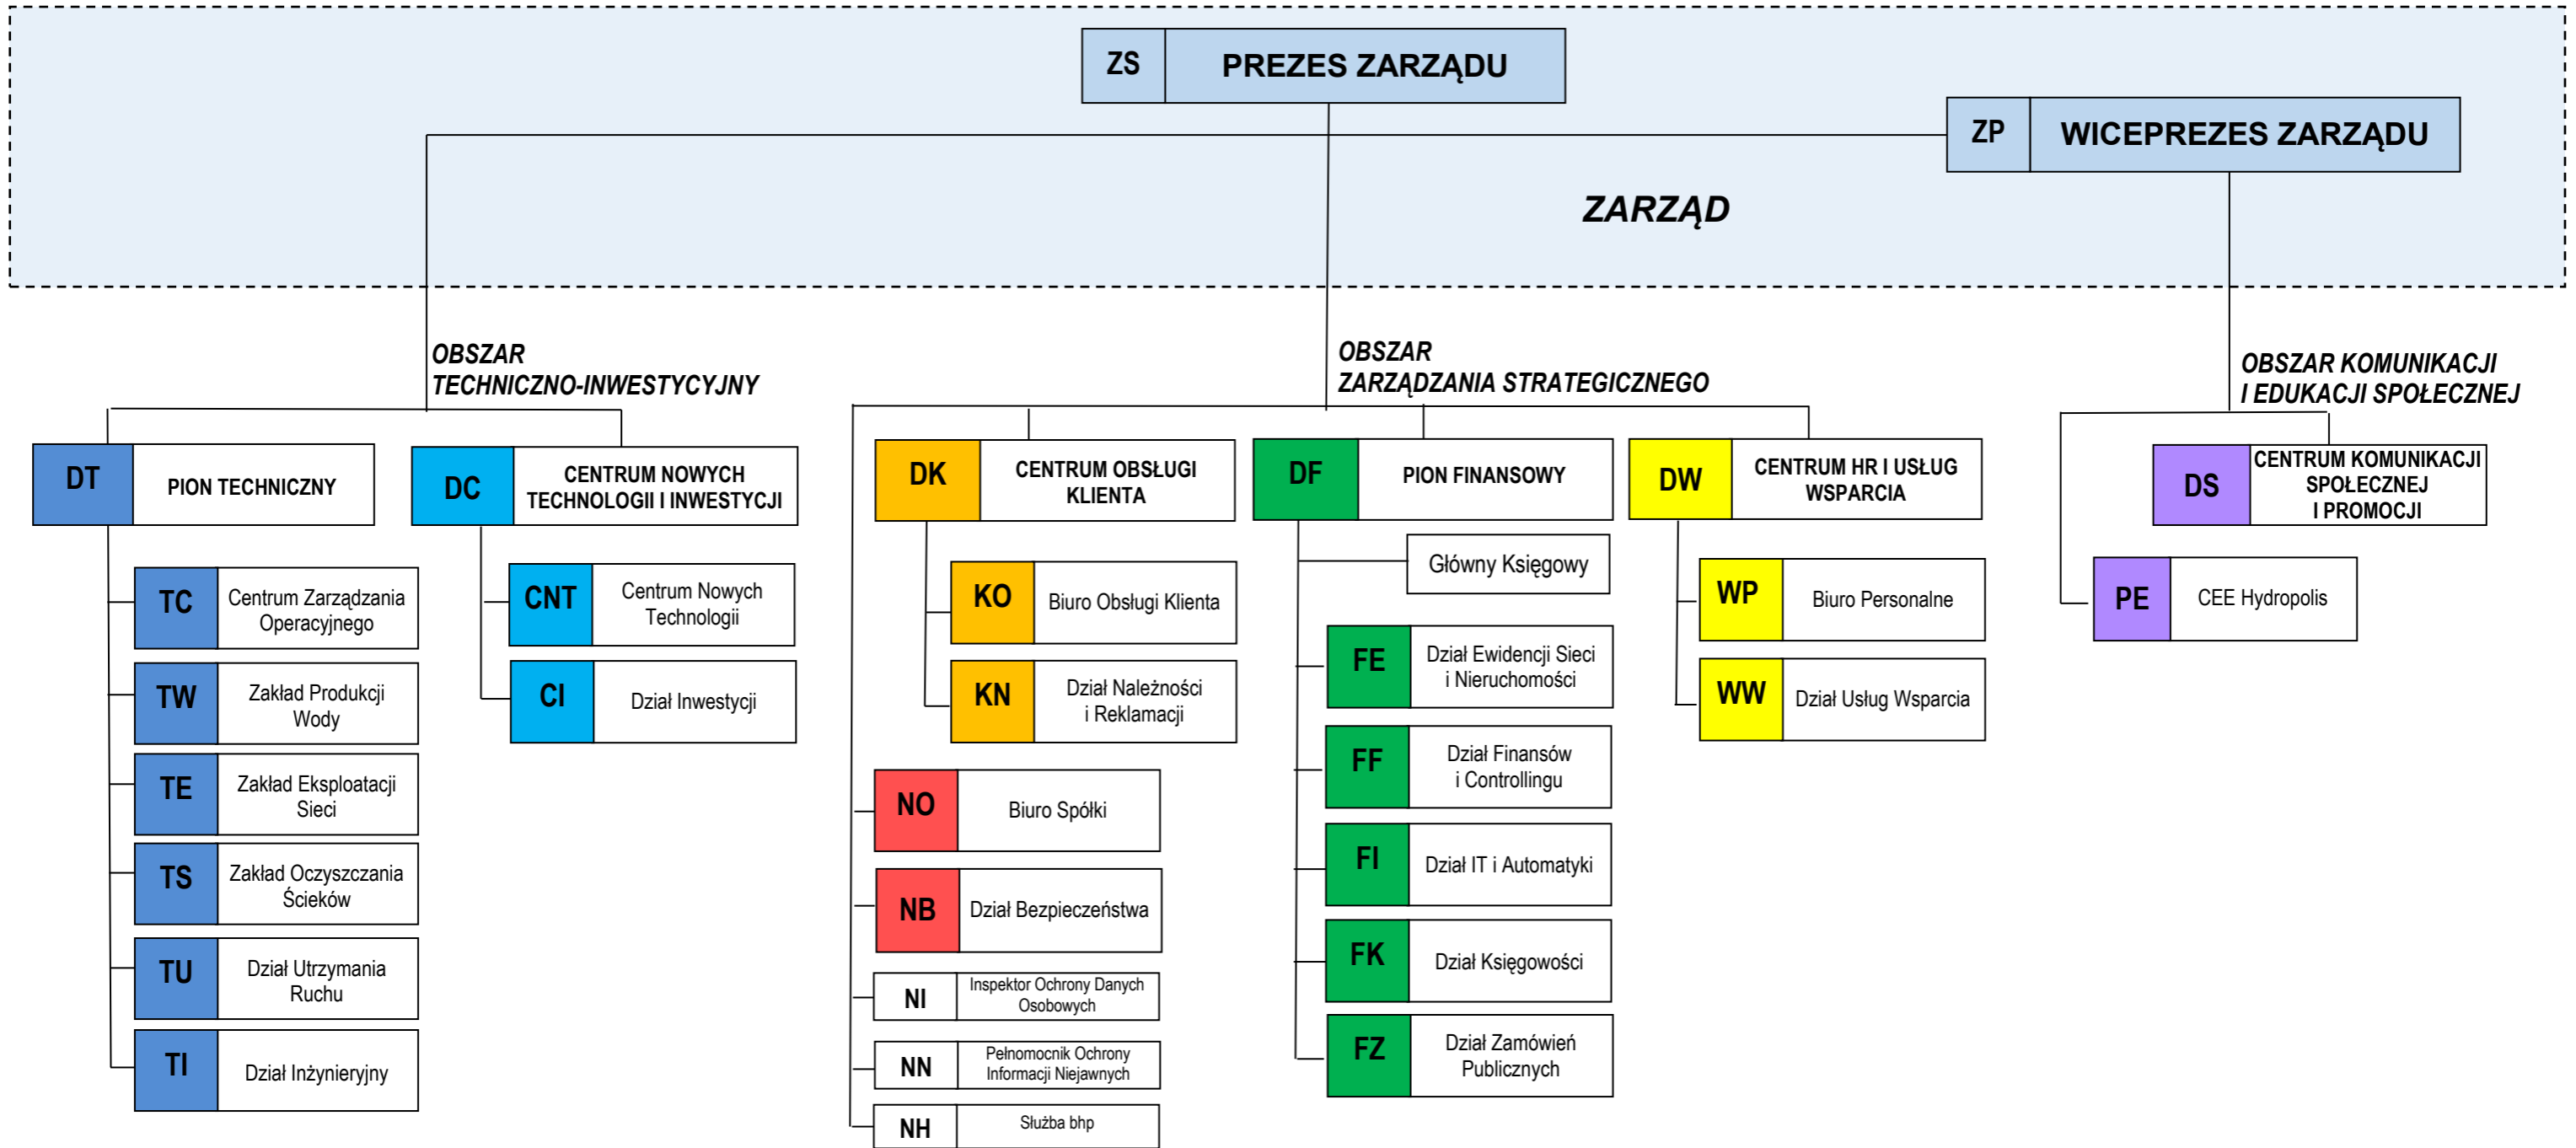 ZS
PREZES ZARZĄDU
ZP
WICEPREZES ZARZĄDU
ZARZĄD
OBSZAR
TECHNICZNO-INWESTYCYJNY
DT
PION TECHNICZNY
DC
CENTRUM NOWYCH
TECHNOLOGII I INWESTYCJI
TC
Centrum Zarządzania
Operacyjnego
TW
Zakład Produkcji
Wody
TE
Zakład Eksploatacji
Sieci
TS
Zakład Oczyszczania
Ścieków
TU
Dział Utrzymania
Ruchu
TI
Dział Inżynieryjny
CNT
Centrum Nowych
Technologii
CI
Dział Inwestycji
OBSZAR
ZARZĄDZANIA STRATEGICZNEGO
DK
CENTRUM OBSŁUGI
KLIENTA
KO
Biuro Obsługi Klienta
KN
Dział Należności
i Reklamacji
NO
Biuro Spółki
NB
Dział Bezpieczeństwa
NI
Inspektor Ochrony Danych
Osobowych
NN
Pełnomocnik Ochrony
Informacji Niejawnych
NH
Służba bhp
DF
PION FINANSOWY
Główny Księgowy
FE
Dział Ewidencji Sieci
i Nieruchomości
FF
Dział Finansów
i Controllingu
FI
Dział IT i Automatyki
FK
Dział Księgowości
FZ
Dział Zamówień
Publicznych
DW
CENTRUM HR I USŁUG
WSPARCIA
WP
Biuro Personalne
WW
Dział Usług Wsparcia
OBSZAR KOMUNIKACJI
I EDUKACJI SPOŁECZNEJ
DS
CENTRUM KOMUNIKACJI
SPOŁECZNEJ
I PROMOCJI
PE
CEE Hydropolis